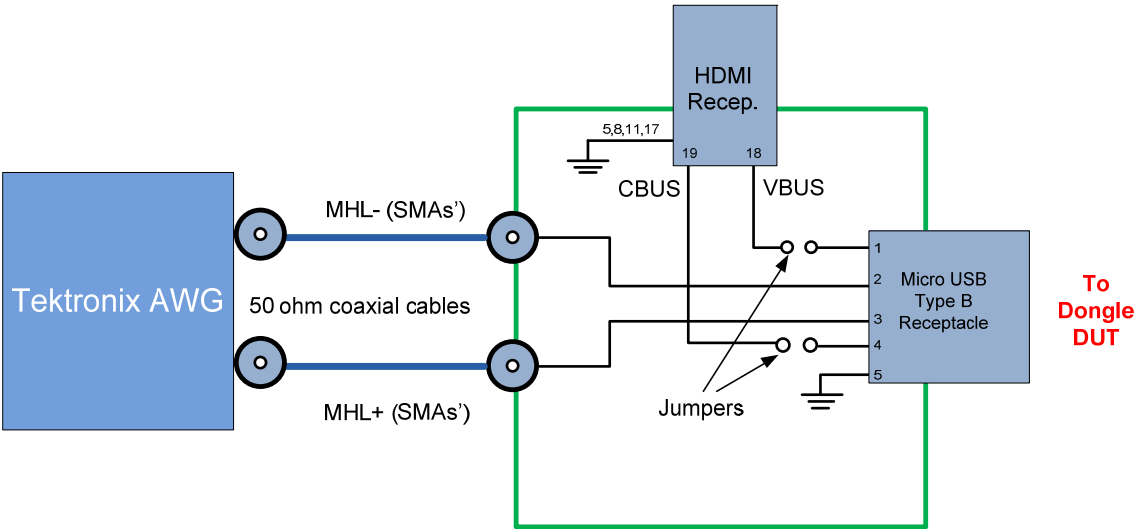 HDMI
Recep.
5,8,11,17
19
18
CBUS
VBUS
MHL- (SMAs’)
Tektronix AWG
50 ohm coaxial cables
MHL+ (SMAs’)
1
2
3
4
5
Micro USB
Type B
Receptacle
Jumpers
To
Dongle
DUT